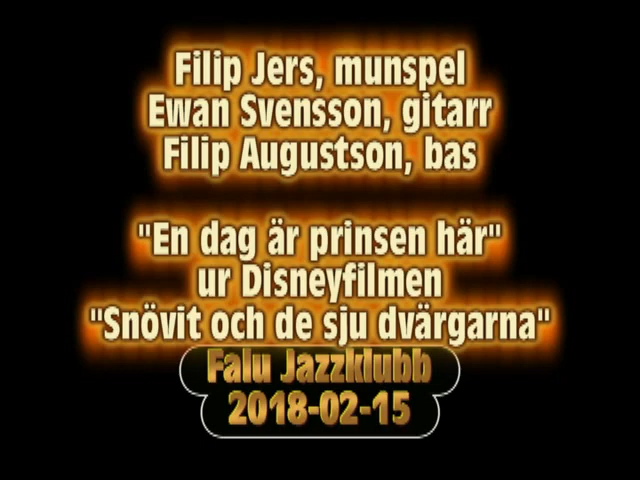 Filip Jers, munspel
Ewan Svensson, gitarr
Filip Augustson, bas
"En dag är prinsen här"
ur Disneyfilmen
"Snövit och de sju dvärgarna"
Falu Jazzklubb
2018-02-15